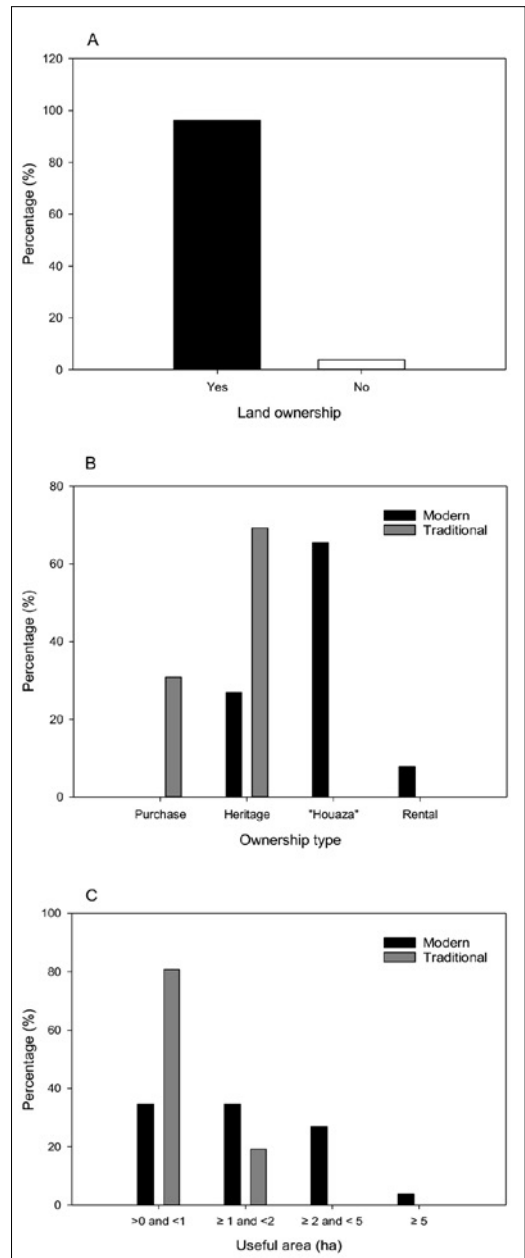 A
Percentage (%)
120
100
80
60
40
20
0
Yes No
Land ownership
B
Percentage (%)
80
60
40
20
0
Modern
Traditional
Purchase Heritage "Houaza" Rental
Ownership type
C
Percentage (%)
100
80
60
40
20
0
Modern
Traditional
>0 and <1 ≥ 1 and <2 ≥ 2 and < 5 ≥ 5
Useful area (ha)